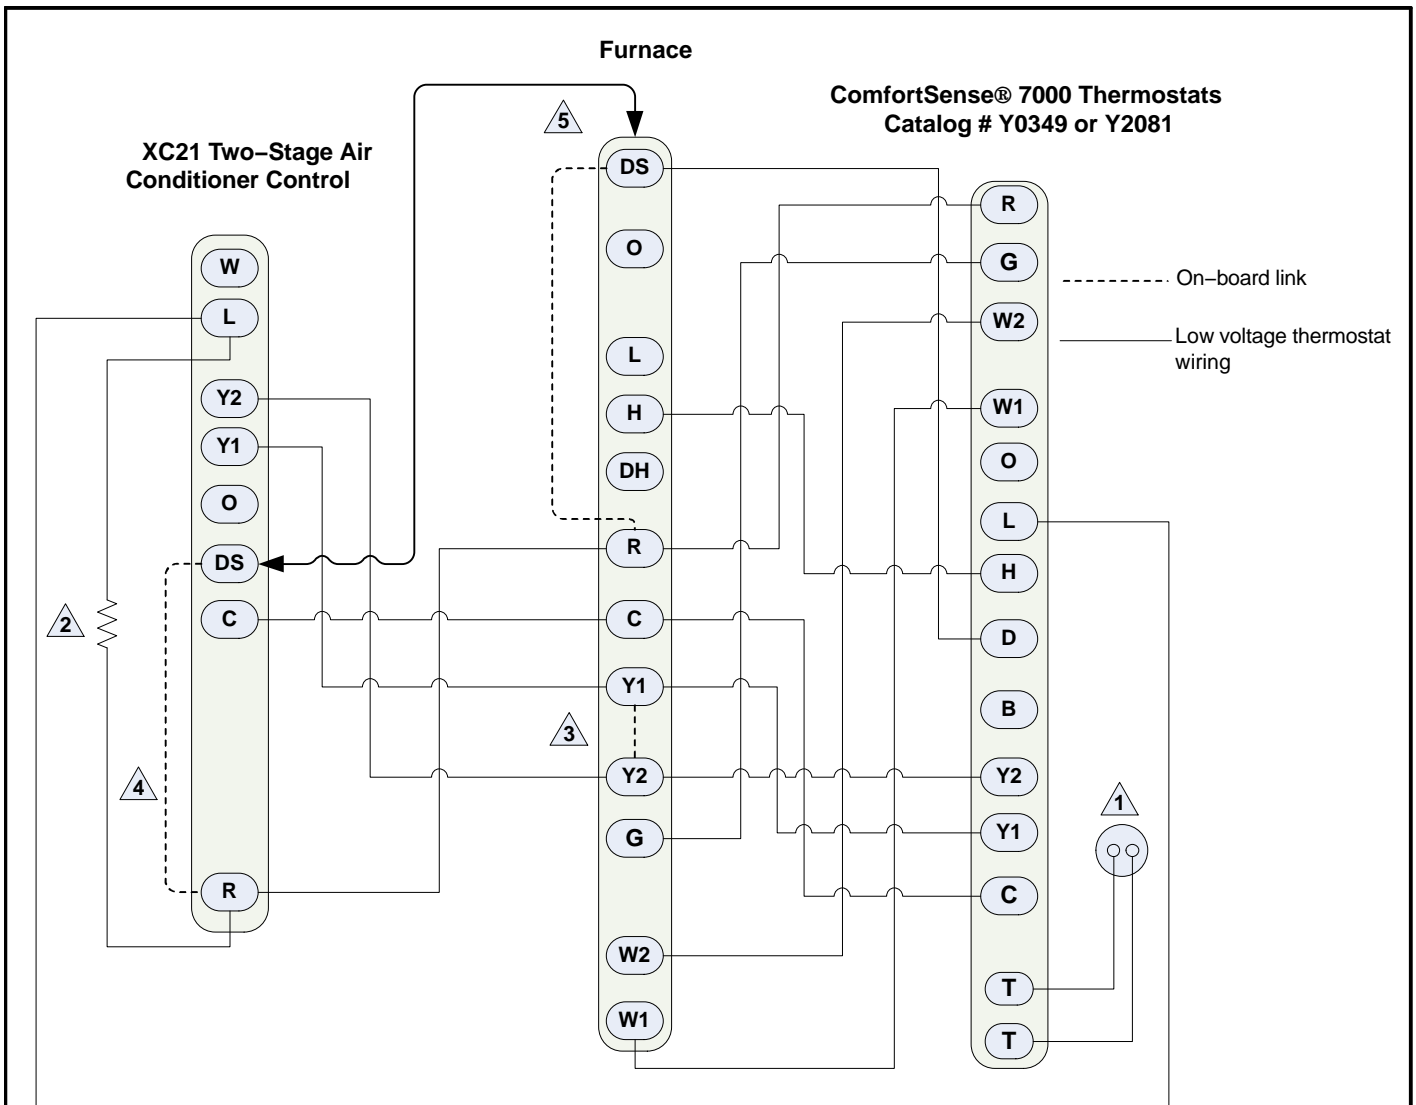 Furnace
ComfortSense® 7000 Thermostats
Catalog # Y0349 or Y2081
XC21 Two−Stage Air
Conditioner Control
W
L
Y2
Y1
O
DS
C
R
2
4
5
DS
O
L
H
DH
R
C
Y1
3
Y2
G
W2
W1
R
G
W2
W1
O
L
H
D
B
Y2
Y1
C
T
T
On−board link
Low voltage thermostat
wiring
1